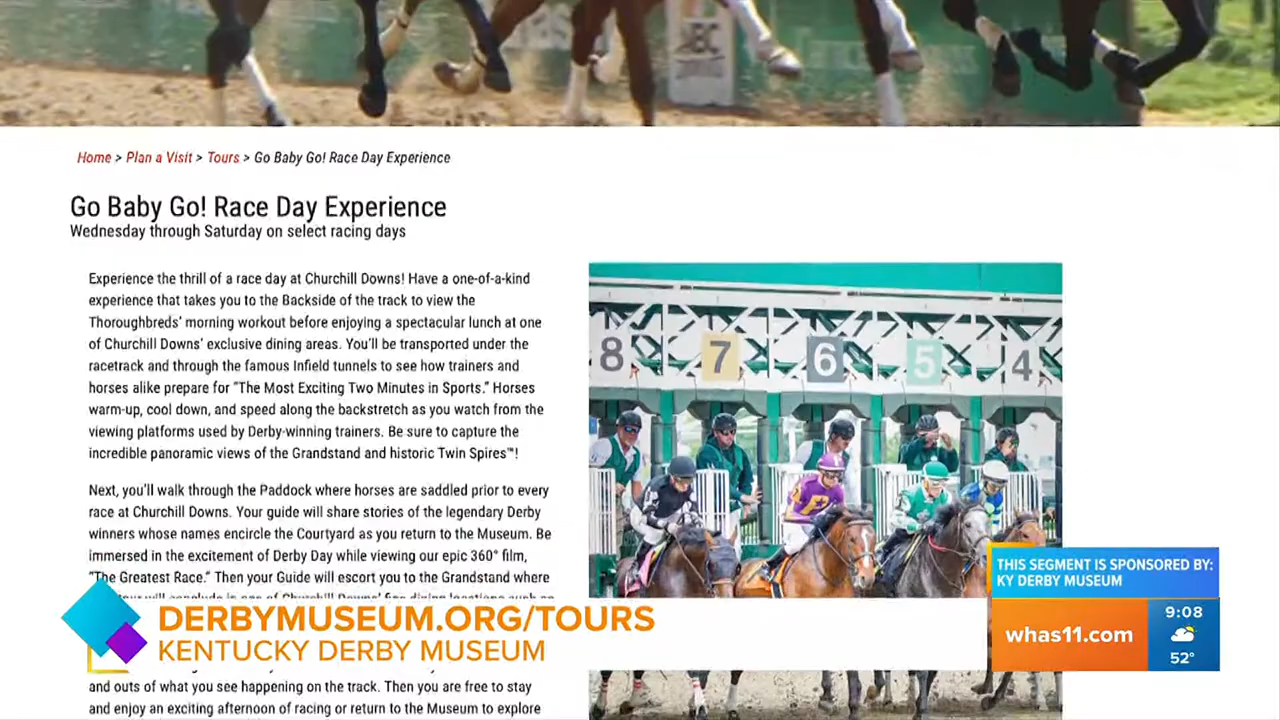 Home > Plan a Visit > Tours > Go Baby Go! Race Day Experience
Go Baby Go! Race Day Experience
Wednesday through Saturday on select racing days
Experience the thrill of a race day at Churchill Downs! Have a one-of-a-kind
experience that takes you to the Backside of the track to view the
Thoroughbreds' morning workout before enjoying a spectacular lunch at one
of Churchill Downs' exclusive dining areas. You'll be transported under the
racetrack and through the famous Infield tunnels to see how trainers and
horses alike prepare for "The Most Exciting Two Minutes in Sports." Horses
warm-up, cool down, and speed along the backstretch as you watch from the
viewing platforms used by Derby-winning trainers. Be sure to capture the
incredible panoramic views of the Grandstand and historic Twin Spires™!
Next, you'll walk through the Paddock where horses are saddled prior to every
race at Churchill Downs. Your guide will share stories of the legendary Derby
winners whose names encircle the Courtyard as you return to the Museum. Be
immersed in the excitement of Derby Day while viewing our epic 360° film,
"The Greatest Race." Then your Guide will escort you to the Grandstand where
and outs of what you see happening on the track. Then you are free to stay
and enjoy an exciting afternoon of racing or return to the Museum to explore
8 7 6 5 4
THIS SEGMENT IS SPONSORED BY:
KY DERBY MUSEUM
DERBYMUSEUM.ORG/TOURS
KENTUCKY DERBY MUSEUM
whas11.com
9:08
52°